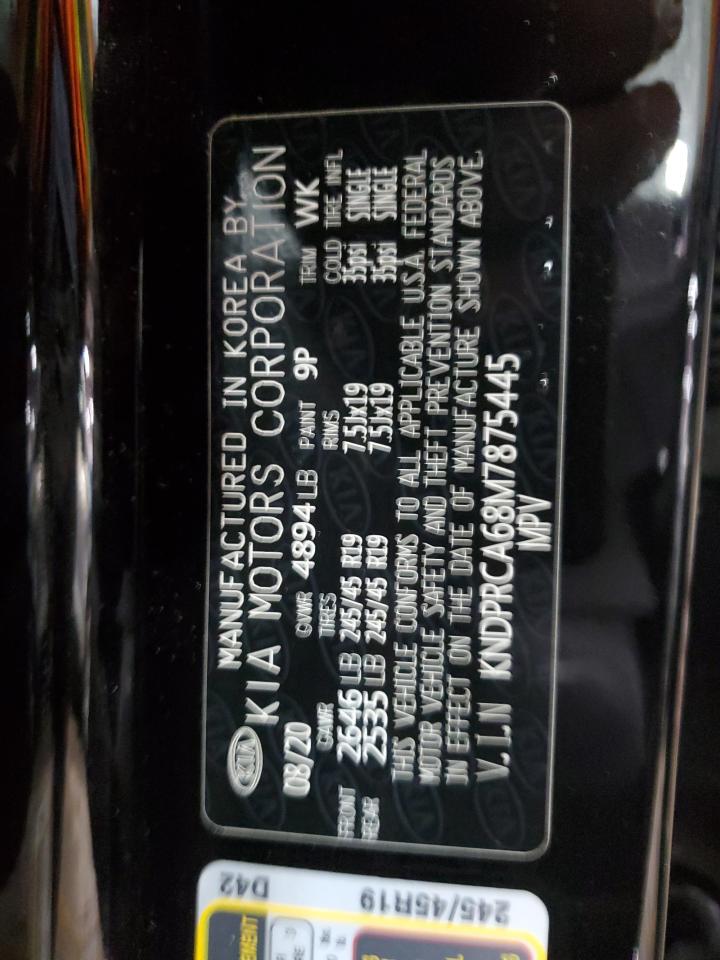 KIA MANUFACTURED IN KOREA BY
KIA MOTORS CORPORATION
08/20 GVWR 4894 LB PAINT 9P TRIM WK
GAWR TIRES RIMS COLD TIRE INFL
FRONT 2646 LB 245/45 R19 7.5Jx19 35psi SINGLE
REAR 2535 LB 245/45 R19 7.5Jx19 35psi SINGLE
THIS VEHICLE CONFORMS TO ALL APPLICABLE U.S.A. FEDERAL
MOTOR VEHICLE SAFETY AND THEFT PREVENTION STANDARDS
IN EFFECT ON THE DATE OF MANUFACTURE SHOWN ABOVE.
V.I.N KNDPRCA68M7875445
MPV
D42
245/45R19